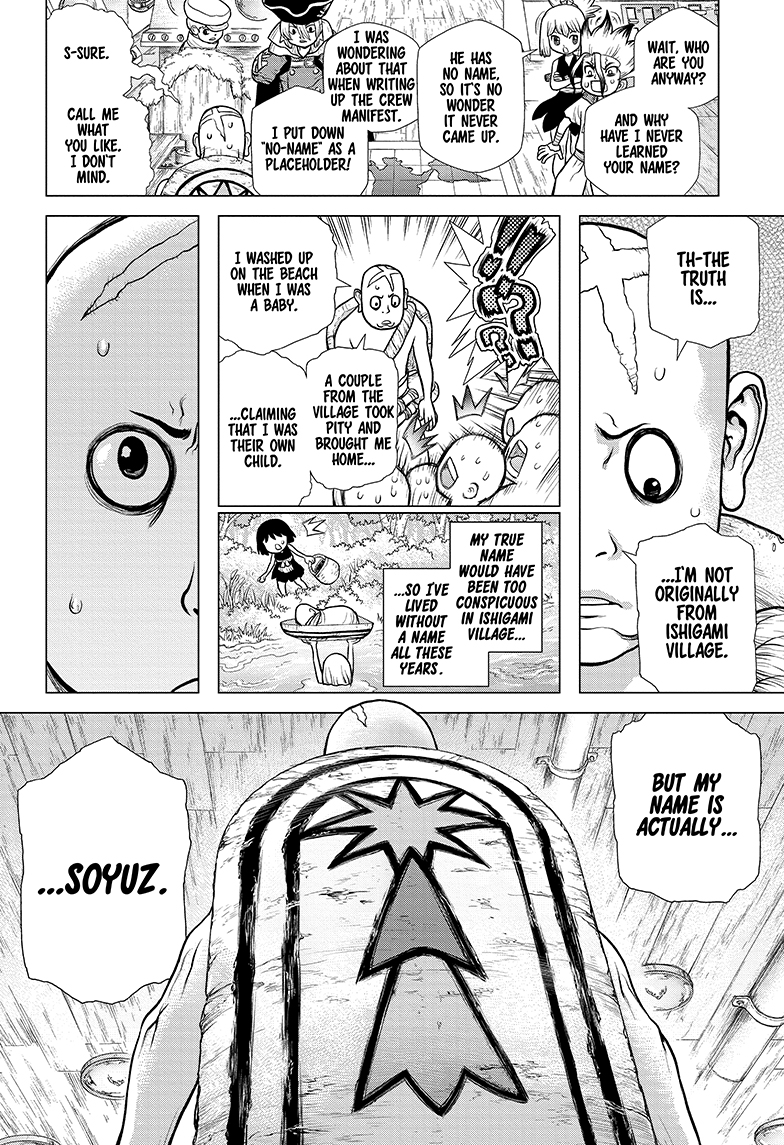 WAIT, WHO
ARE YOU
ANYWAY?
AND WHY
HAVE I NEVER
LEARNED
YOUR NAME?
HE HAS
NO NAME,
SO IT'S NO
WONDER
IT NEVER
CAME UP.
I WAS
WONDERING
ABOUT THAT
WHEN WRITING
UP THE CREW
MANIFEST.
I PUT DOWN
"NO-NAME" AS A
PLACEHOLDER!
S-SURE.
CALL ME
WHAT
YOU LIKE.
I DON'T
MIND.
TH-THE
TRUTH
IS...
...I'M NOT
ORIGINALLY
FROM
ISHIGAMI
VILLAGE.
!!?
?
I WASHED UP
ON THE BEACH
WHEN I WAS
A BABY.
A COUPLE
FROM THE
VILLAGE TOOK
PITY AND
BROUGHT ME
HOME...
...CLAIMING
THAT I WAS
THEIR OWN
CHILD.
MY TRUE
NAME
WOULD HAVE
BEEN TOO
CONSPICUOUS
IN ISHIGAMI
VILLAGE...
...SO I'VE
LIVED
WITHOUT
A NAME
ALL THESE
YEARS.
BUT MY
NAME IS
ACTUALLY...
...SOYUZ.